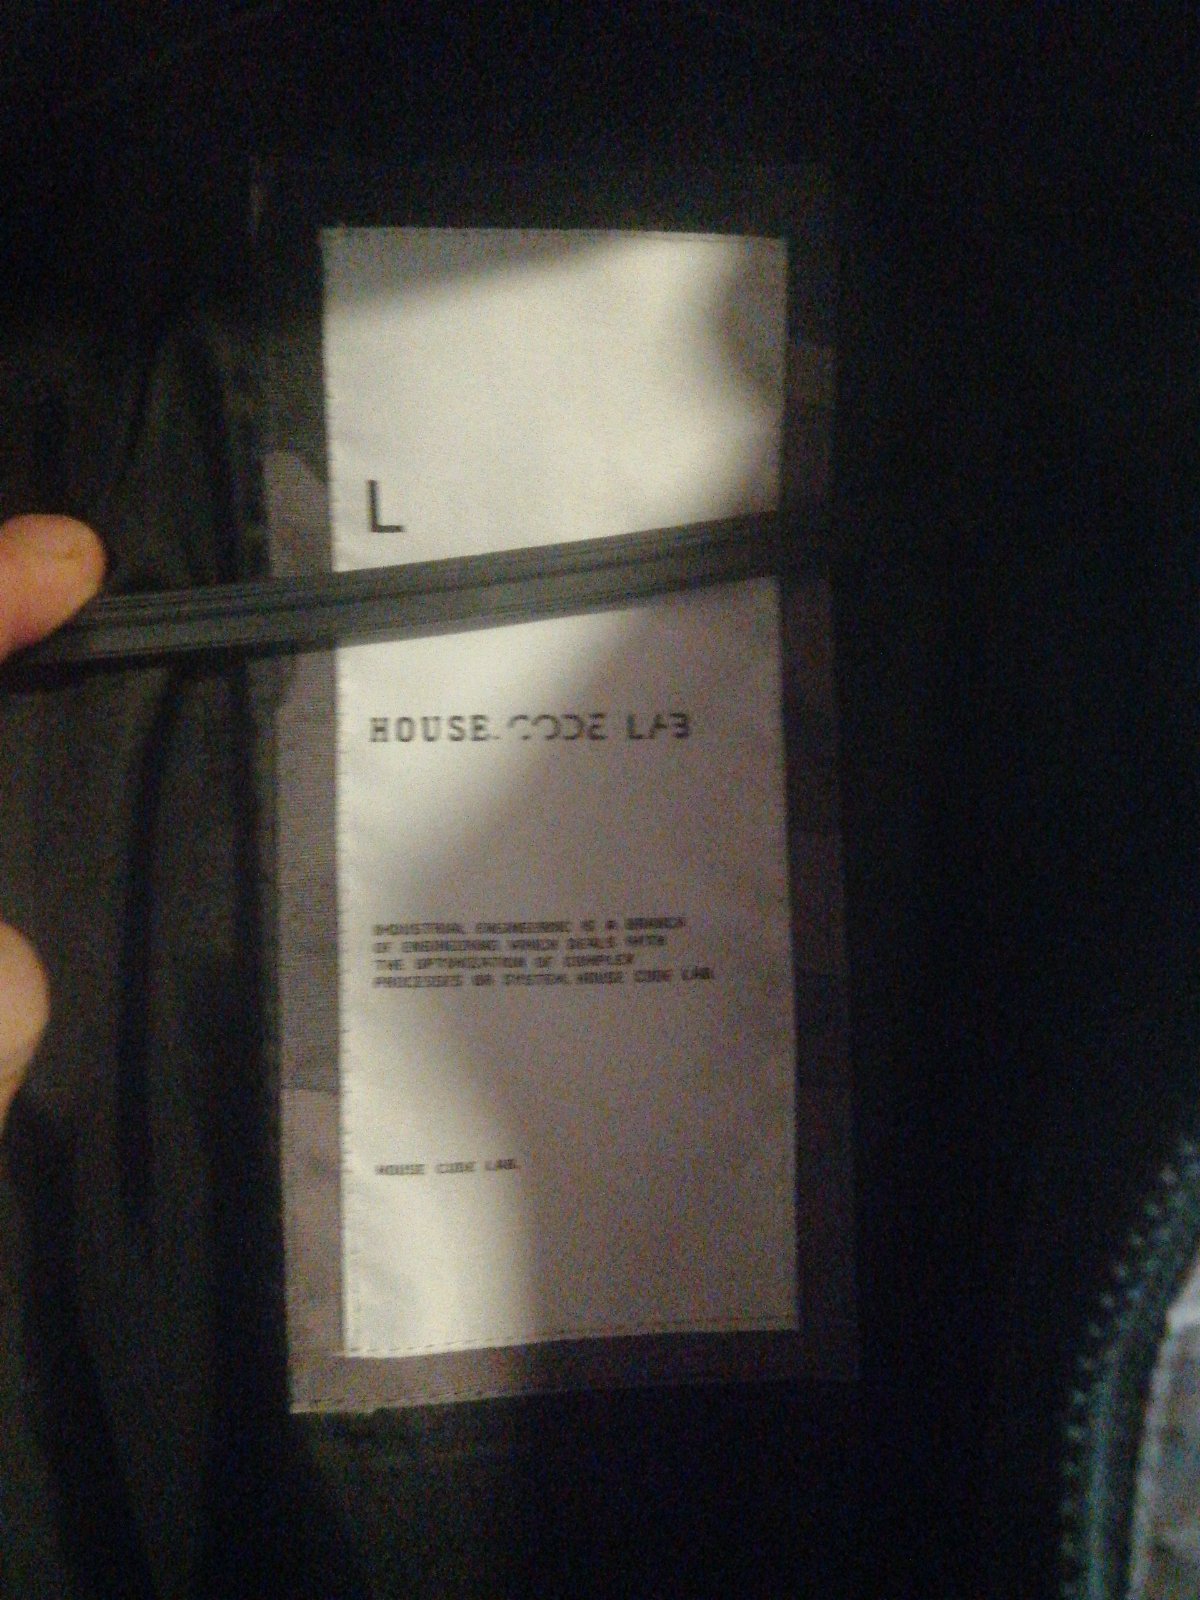 L
HOUSE.CODE LAB
INDUSTRIAL ENGINEERING IS A BRANCH
OF ENGINEERING WHICH DEALS WITH
THE OPTIMIZATION OF COMPLEX
PROCESSES OR SYSTEM. HOUSE CODE LAB.
HOUSE CODE LAB.